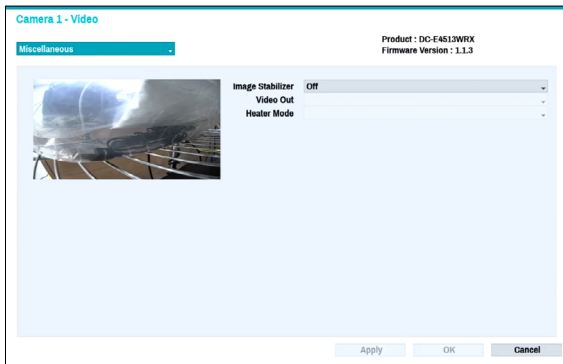 Camera 1 - Video
Product : DC-E4513WRX
Miscellaneous
Firmware Version : 1.1.3
Image Stabilizer Off
Video Out
Heater Mode
Apply OK Cancel